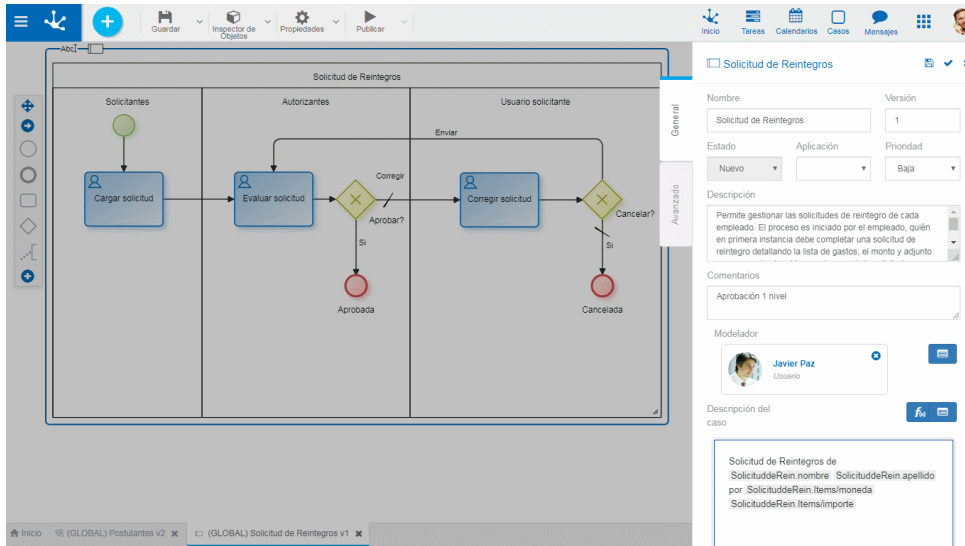 Guardar
Inspector de Objetos
Propiedades
Publicar
Inicio
Tareas
Calendarios
Casos
Mensajes
Abc
Solicitud de Reintegros
Solicitantes
Autorizantes
Usuario solicitante
Enviar
Cargar solicitud
Evaluar solicitud
Corregir
Aprobar?
Si
Corregir solicitud
Cancelar?
Si
Aprobada
Cancelada
General
Avanzado
Solicitud de Reintegros
Nombre
Versión
Solicitud de Reintegros
1
Estado
Aplicación
Prioridad
Nuevo
Baja
Descripción
Permite gestionar las solicitudes de reintegro de cada
empleado. El proceso es iniciado por el empleado, quién
en primera instancia debe completar una solicitud de
reintegro detallando la lista de gastos, el monto y adjunto
Comentarios
Aprobación 1 nivel
Modelador
Javier Paz
Usuario
Descripción del
caso
Solicitud de Reintegros de
SolicituddeRein.nombre SolicituddeRein.apellido
por SolicituddeRein.Items/moneda
SolicituddeRein.Items/importe
Inicio
(GLOBAL) Postulantes v2
(GLOBAL) Solicitud de Reintegros v1